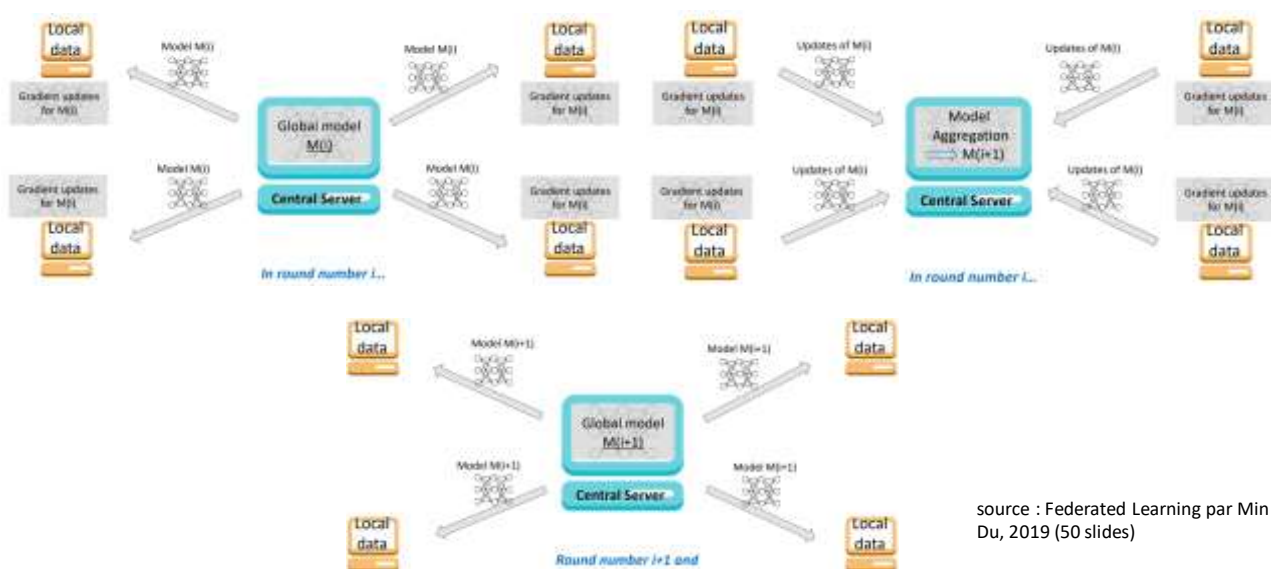 Local
data
Model M(i)
Model M(i)
Local
data
Gradient updates
for M(i)
Global model
M(i)
Gradient updates
for M(i)
Gradient updates
for M(i)
Model M(i)
Central Server
Model M(i)
Gradient updates
for M(i)
Local
data
Local
data
In round number i...
Local
data
Updates of M(i)
Updates of M(i)
Local
data
Gradient updates
for M(i)
Model
Aggregation
M(i+1)
Gradient updates
for M(i)
Gradient updates
for M(i)
Updates of M(i)
Central Server
Updates of M(i)
Gradient updates
for M(i)
Local
data
Local
data
In round number i...
Local
data
Model M(i+1)
Model M(i+1)
Local
data
Global model
M(i+1)
Model M(i+1)
Central Server
Model M(i+1)
Local
data
Local
data
Round number i+1 and
source : Federated Learning par Min
Du, 2019 (50 slides)